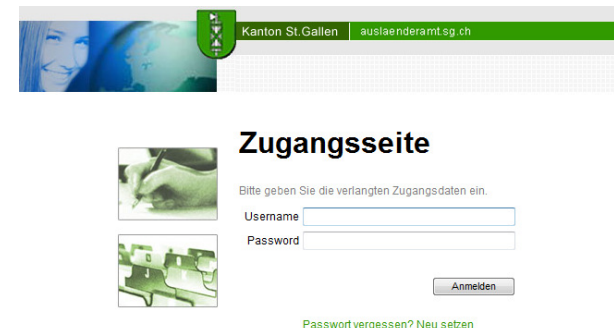 Kanton St.Gallen auslaenderamt.sg.ch
Zugangsseite
Bitte geben Sie die verlangten Zugangsdaten ein.
Username
Password
Anmelden
Passwort vergessen? Neu setzen